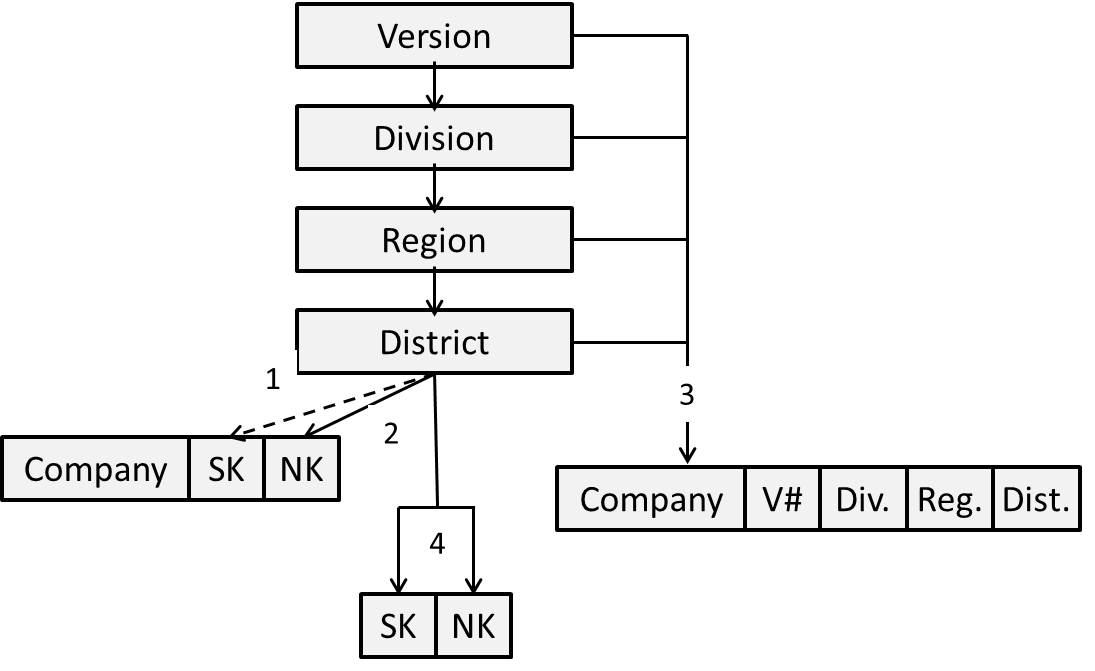 Version
Division
Region
District
1
2
3
Company SK NK
Company V# Div. Reg. Dist.
4
SK NK